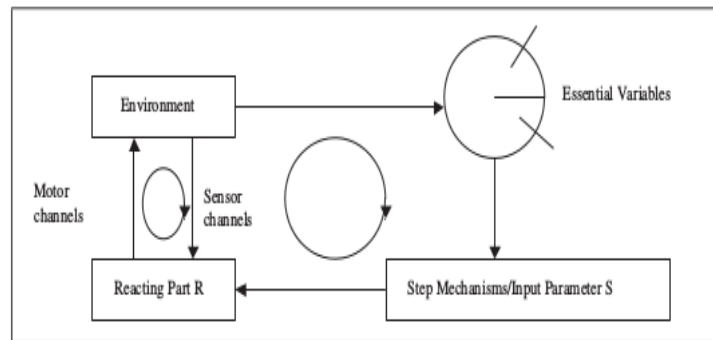 Environment
Essential Variables
Motor
channels
Sensor
channels
Reacting Part R
Step Mechanisms/Input Parameter S